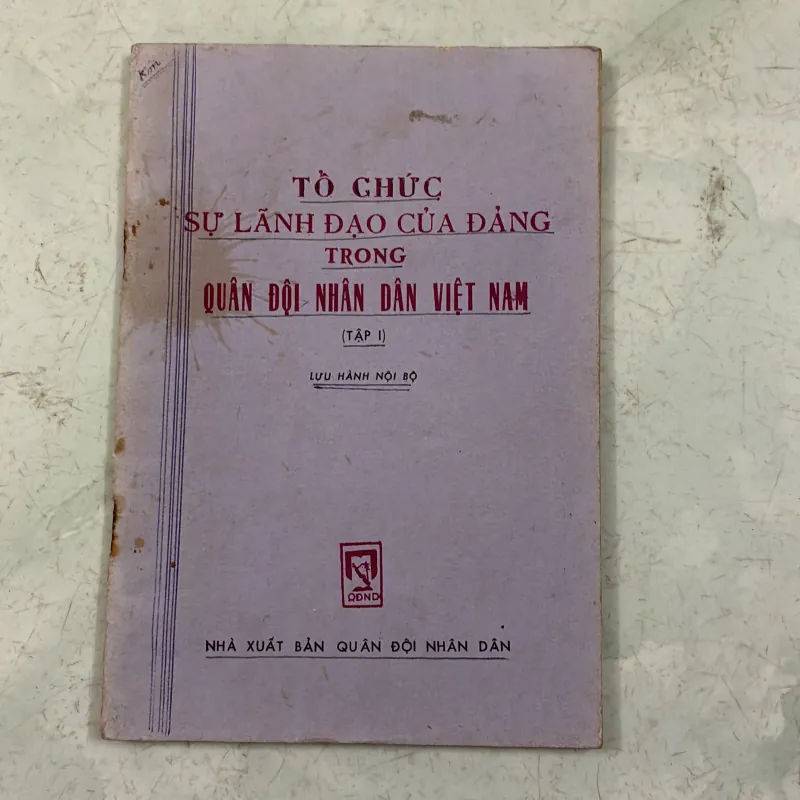 Kim
TỔ CHỨC
SỰ LÃNH ĐẠO CỦA ĐẢNG
TRONG
QUÂN ĐỘI NHÂN DÂN VIỆT NAM
(TẬP I)
LƯU HÀNH NỘI BỘ
QĐND
NHÀ XUẤT BẢN QUÂN ĐỘI NHÂN DÂN